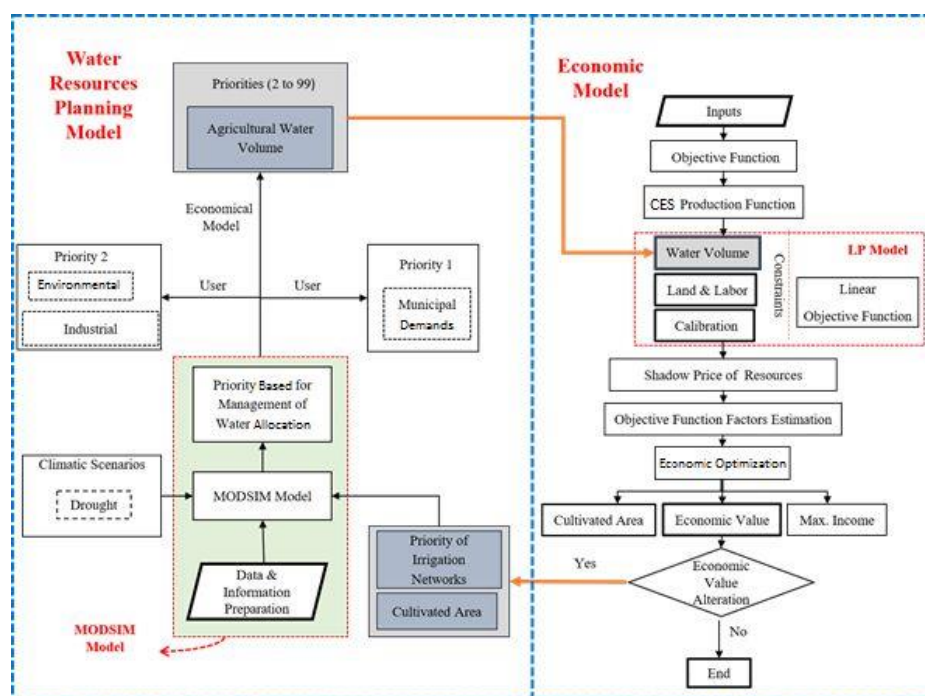 Water
Resources
Planning
Model
Priorities (2 to 99)
Agricultural Water
Volume
Economical
Model
Priority 2
Environmental
Industrial
User
User
Priority 1
Municipal
Demands
Priority Based for
Management of
Water Allocation
Climatic Scenarios
Drought
MODSIM Model
Data &
Information
Preparation
Priority of
Irrigation
Networks
Cultivated Area
MODSIM
Model
Economic
Model
Inputs
Objective Function
CES Production Function
Water Volume
Land & Labor
Calibration
Constraints
LP Model
Linear
Objective Function
Shadow Price of Resources
Objective Function Factors Estimation
Economic Optimization
Cultivated Area
Economic Value
Max. Income
Economic
Value
Alteration
Yes
No
End